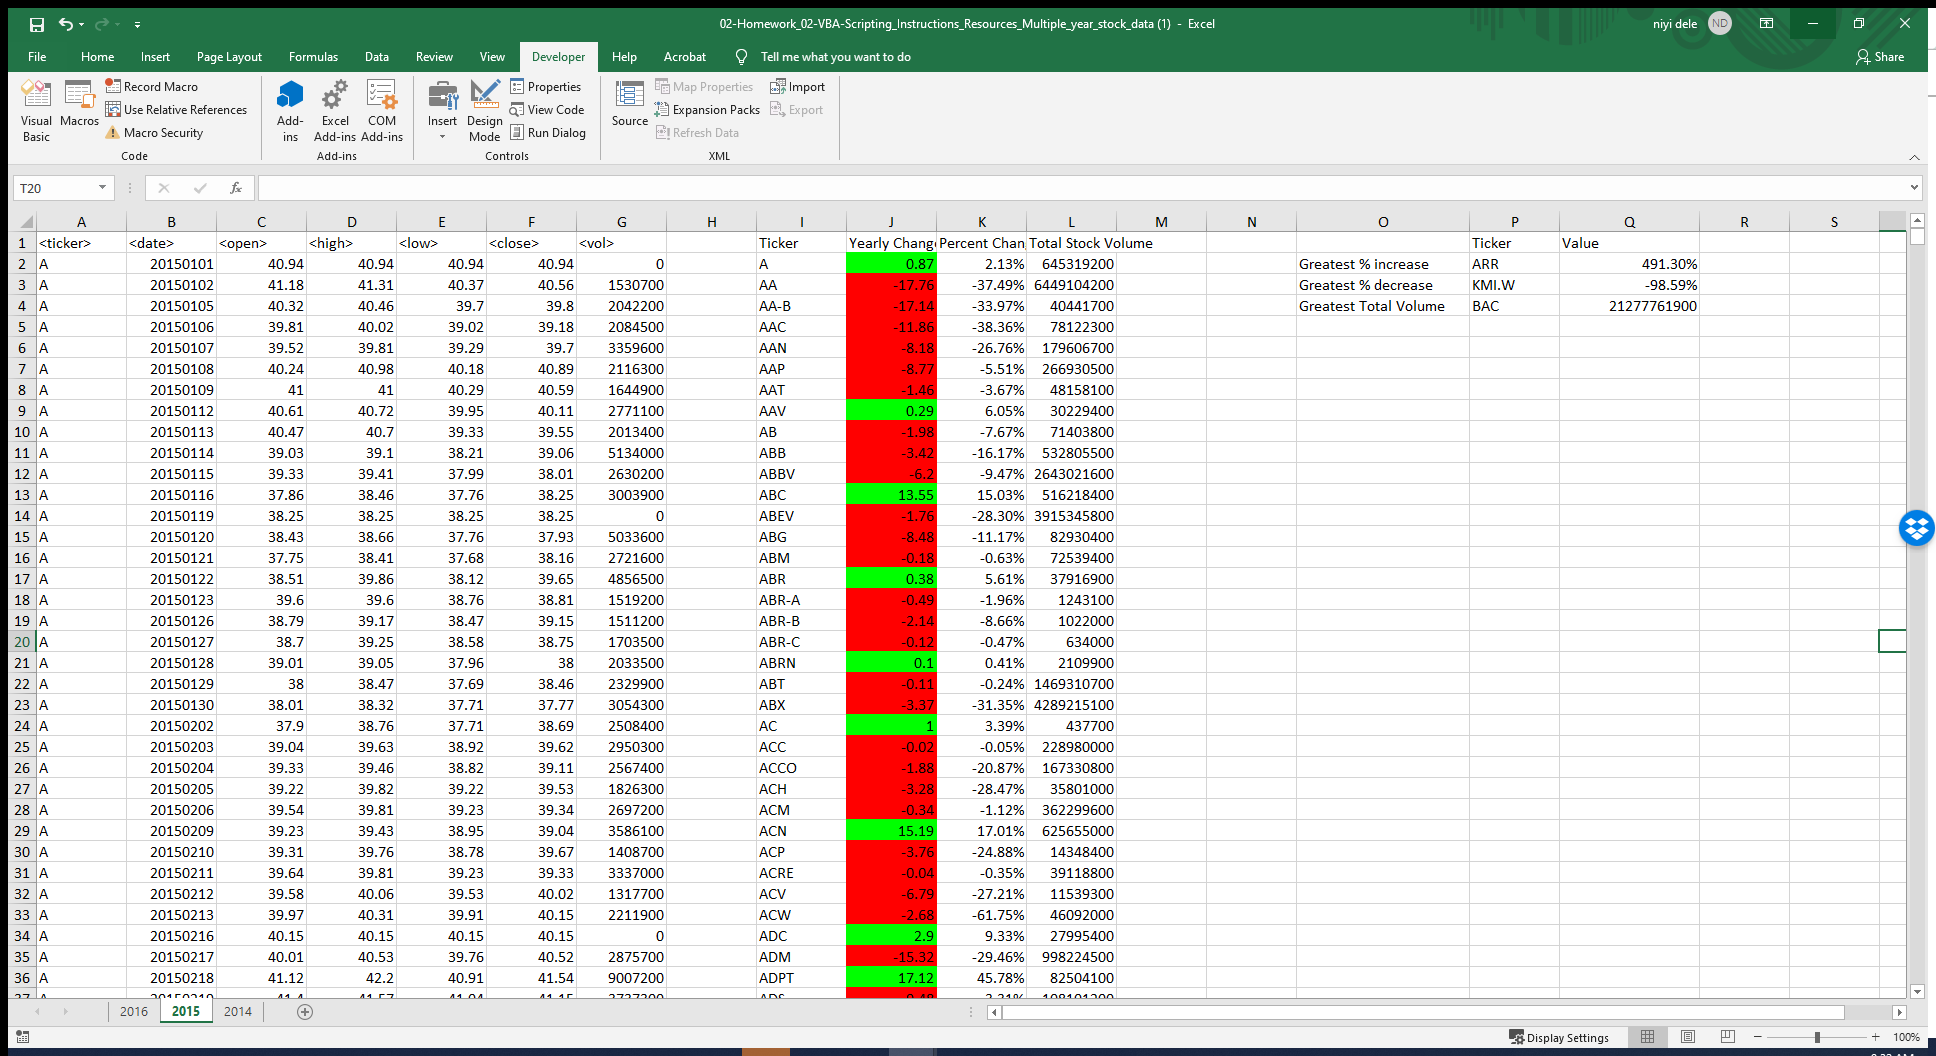 02-Homework_02-VBA-Scripting_Instructions_Resources_Multiple_year_stock_data (1) - Excel
niyi dele ND
File Home Insert Page Layout Formulas Data Review View Developer Help Acrobat Tell me what you want to do Share
Visual Basic
Macros
Record Macro
Use Relative References
Macro Security
Code
Add-ins
Excel Add-ins
COM Add-ins
Add-ins
Insert
Design Mode
Properties
View Code
Run Dialog
Controls
Source
Map Properties
Expansion Packs
Refresh Data
Import
Export
XML
T20 fx
A B C D E F G H I J K L M N O P Q R S
1 <ticker> <date> <open> <high> <low> <close> <vol> Ticker Yearly Chang Percent Chan Total Stock Volume Ticker Value
2 A 20150101 40.94 40.94 40.94 40.94 0 A 0.87 2.13% 645319200 Greatest % increase ARR 491.30%
3 A 20150102 41.18 41.31 40.37 40.56 1530700 AA -17.76 -37.49% 6449104200 Greatest % decrease KMI.W -98.59%
4 A 20150105 40.32 40.46 39.7 39.8 2042200 AA-B -17.14 -33.97% 40441700 Greatest Total Volume BAC 21277761900
5 A 20150106 39.81 40.02 39.02 39.18 2084500 AAC -11.86 -38.36% 78122300
6 A 20150107 39.52 39.81 39.29 39.7 3359600 AAN -8.18 -26.76% 179606700
7 A 20150108 40.24 40.98 40.18 40.89 2116300 AAP -8.77 -5.51% 266930500
8 A 20150109 41 41 40.29 40.59 1644900 AAT -1.46 -3.67% 48158100
9 A 20150112 40.61 40.72 39.95 40.11 2771100 AAV 0.29 6.05% 30229400
10 A 20150113 40.47 40.7 39.33 39.55 2013400 AB -1.98 -7.67% 71403800
11 A 20150114 39.03 39.1 38.21 39.06 5134000 ABB -3.42 -16.17% 532805500
12 A 20150115 39.33 39.41 37.99 38.01 2630200 ABBV -6.2 -9.47% 2643021600
13 A 20150116 37.86 38.46 37.76 38.25 3003900 ABC 13.55 15.03% 516218400
14 A 20150119 38.25 38.25 38.25 38.25 0 ABEV -1.76 -28.30% 3915345800
15 A 20150120 38.43 38.66 37.76 37.93 5033600 ABG -8.48 -11.17% 82930400
16 A 20150121 37.75 38.41 37.68 38.16 2721600 ABM -0.18 -0.63% 72539400
17 A 20150122 38.51 39.86 38.12 39.65 4856500 ABR 0.38 5.61% 37916900
18 A 20150123 39.6 39.6 38.76 38.81 1519200 ABR-A -0.49 -1.96% 1243100
19 A 20150126 38.79 39.17 38.47 39.15 1511200 ABR-B -2.14 -8.66% 1022000
20 A 20150127 38.7 39.25 38.58 38.75 1703500 ABR-C -0.12 -0.47% 634000
21 A 20150128 39.01 39.05 37.96 38 2033500 ABRN 0.1 0.41% 2109900
22 A 20150129 38 38.47 37.69 38.46 2329900 ABT -0.11 -0.24% 1469310700
23 A 20150130 38.01 38.32 37.71 37.77 3054300 ABX -3.37 -31.35% 4289215100
24 A 20150202 37.9 38.76 37.71 38.69 2508400 AC 1 3.39% 437700
25 A 20150203 39.04 39.63 38.92 39.62 2950300 ACC -0.02 -0.05% 228980000
26 A 20150204 39.33 39.46 38.82 39.11 2567400 ACCO -1.88 -20.87% 167330800
27 A 20150205 39.22 39.82 39.22 39.53 1826300 ACH -3.28 -28.47% 35801000
28 A 20150206 39.54 39.81 39.23 39.34 2697200 ACM -0.34 -1.12% 362299600
29 A 20150209 39.23 39.43 38.95 39.04 3586100 ACN 15.19 17.01% 625655000
30 A 20150210 39.31 39.76 38.78 39.67 1408700 ACP -3.76 -24.88% 14348400
31 A 20150211 39.64 39.81 39.23 39.33 3337000 ACRE -0.04 -0.35% 39118800
32 A 20150212 39.58 40.06 39.53 40.02 1317700 ACV -6.79 -27.21% 11539300
33 A 20150213 39.97 40.31 39.91 40.15 2211900 ACW -2.68 -61.75% 46092000
34 A 20150216 40.15 40.15 40.15 40.15 0 ADC 2.9 9.33% 27995400
35 A 20150217 40.01 40.53 39.76 40.52 2875700 ADM -15.32 -29.46% 998224500
36 A 20150218 41.12 42.2 40.91 41.54 9007200 ADPT 17.12 45.78% 82504100
2016 2015 2014
Display Settings 100%